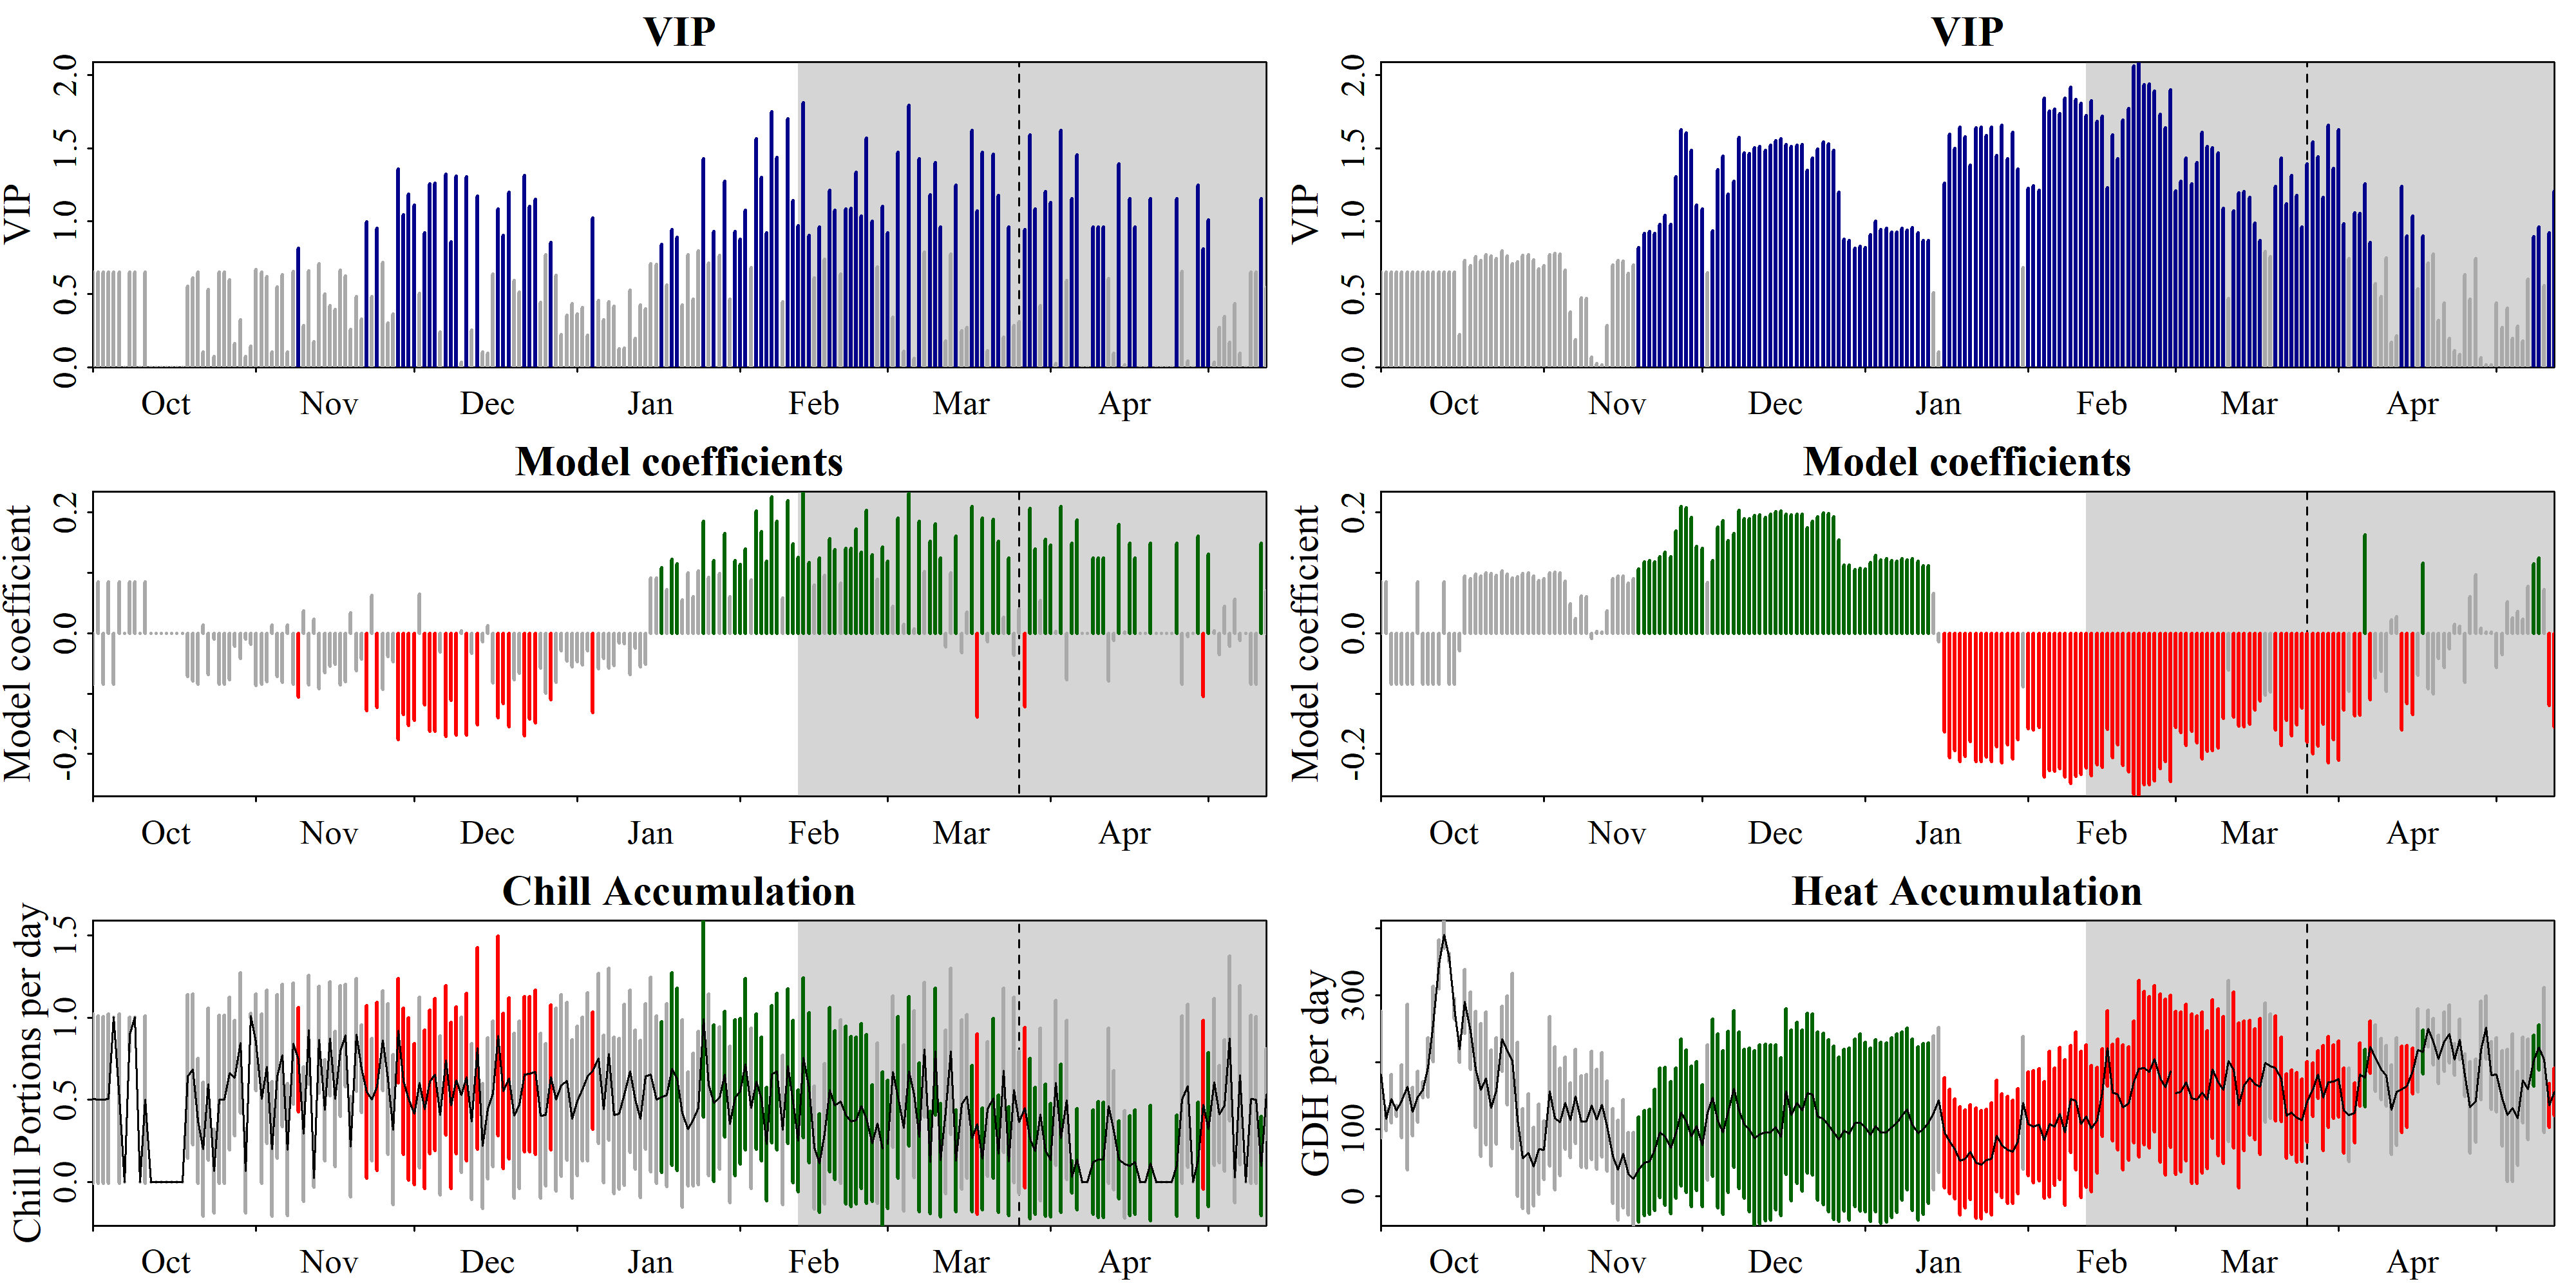 VIP
VIP
2.0
1.5
1.0
0.5
0.0
Oct Nov Dec Jan Feb Mar Apr
VIP
VIP
2.0
1.5
1.0
0.5
0.0
Oct Nov Dec Jan Feb Mar Apr
Model coefficients
Model coefficient
0.2
0.0
-0.2
Oct Nov Dec Jan Feb Mar Apr
Model coefficients
Model coefficient
0.2
0.0
-0.2
Oct Nov Dec Jan Feb Mar Apr
Chill Accumulation
Chill Portions per day
1.5
1.0
0.5
0.0
Oct Nov Dec Jan Feb Mar Apr
Heat Accumulation
GDH per day
300
100
0
Oct Nov Dec Jan Feb Mar Apr